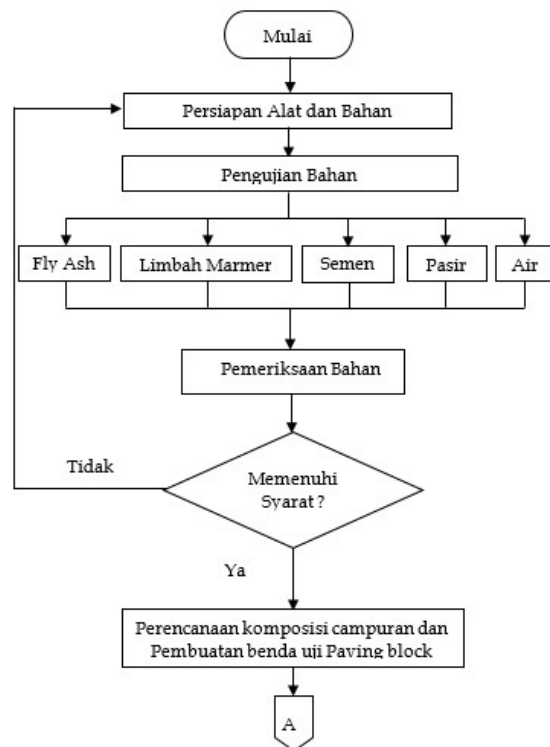 Mulai
Persiapan Alat dan Bahan
Pengujian Bahan
Fly Ash
Limbah Marmer
Semen
Pasir
Air
Pemeriksaan Bahan
Tidak
Memenuhi
Syarat ?
Ya
Perencanaan komposisi campuran dan
Pembuatan benda uji Paving block
A